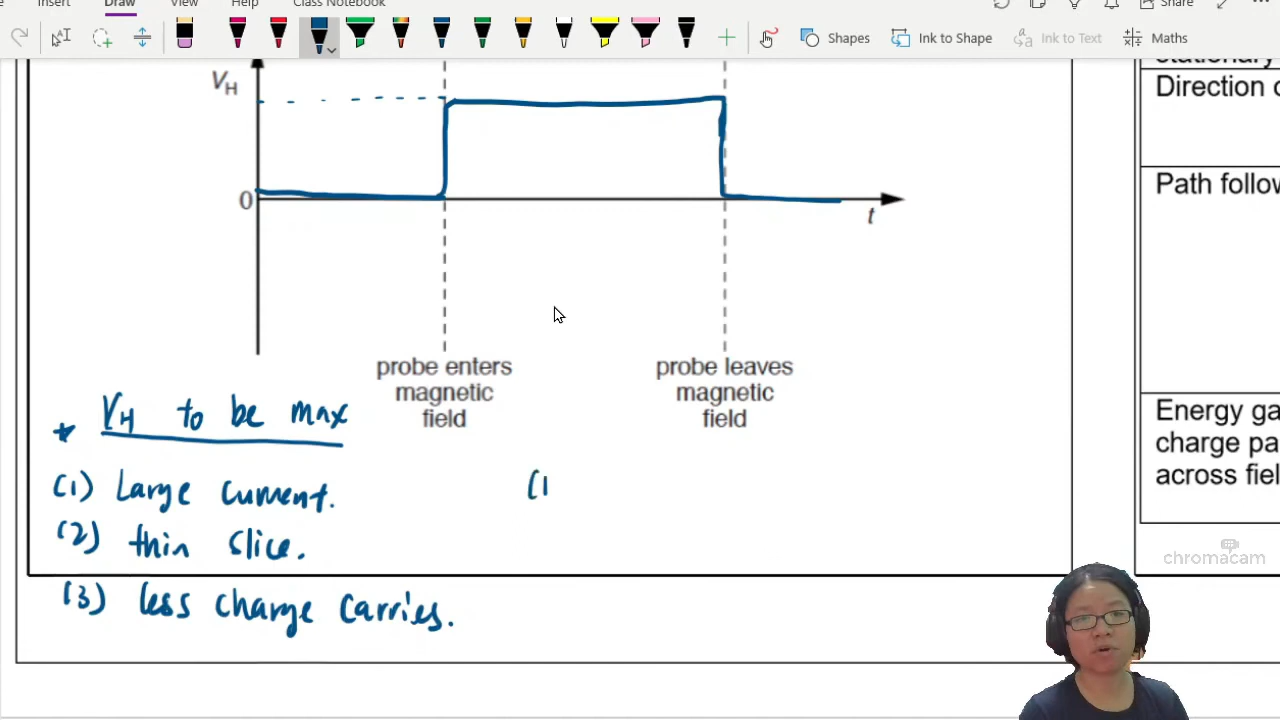 Insert Draw View Help Class Notebook Share
Shapes Ink to Shape Ink to Text Maths
VH
0
t
probe enters
magnetic
field
probe leaves
magnetic
field
* VH to be max
(1) Large current.
(2) thin slice.
(3) less charge carries.
(1
stationary
Direction
Path follow
Energy ga
charge pa
across fiel
chromacam